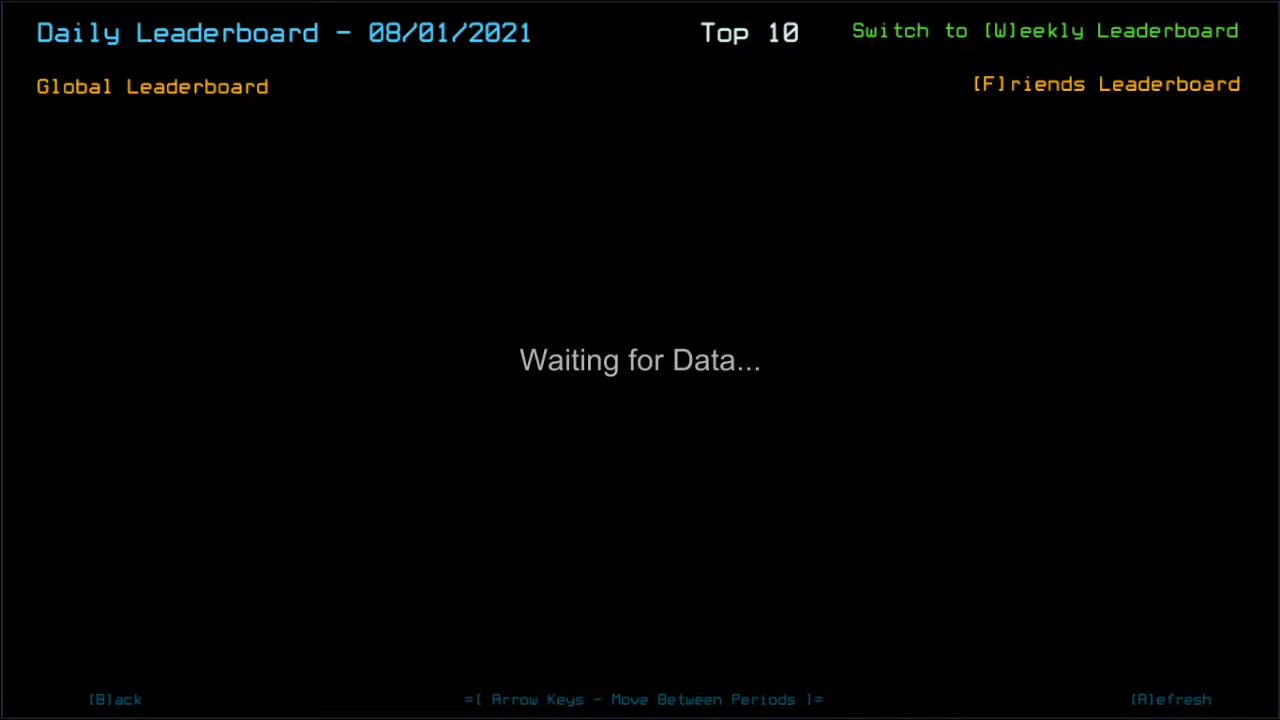 Daily Leaderboard - 08/01/2021
Top 10
Switch to [W]eekly Leaderboard
Global Leaderboard
[F]riends Leaderboard
Waiting for Data...
[B]ack
=[ Arrow Keys - Move Between Periods ]=
[R]efresh